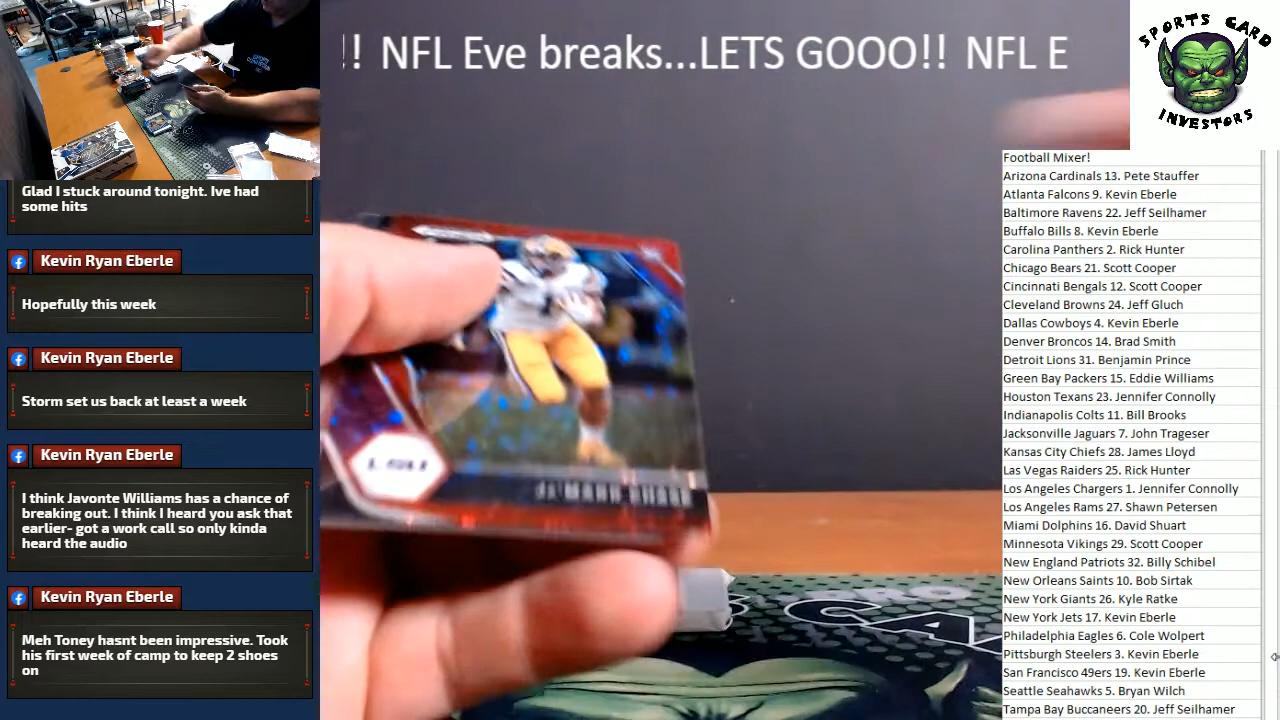 !! NFL Eve breaks...LETS GOOO!! NFL E
SPORTS CARD
INVESTORS
Glad I stuck around tonight. Ive had
some hits
Kevin Ryan Eberle
Hopefully this week
Kevin Ryan Eberle
Storm set us back at least a week
Kevin Ryan Eberle
I think Javonte Williams has a chance of
breaking out. I think I heard you ask that
earlier- got a work call so only kinda
heard the audio
Kevin Ryan Eberle
Meh Toney hasnt been impressive. Took
his first week of camp to keep 2 shoes
on
JA'MARR CHASE
Football Mixer!
Arizona Cardinals 13. Pete Stauffer
Atlanta Falcons 9. Kevin Eberle
Baltimore Ravens 22. Jeff Seilhamer
Buffalo Bills 8. Kevin Eberle
Carolina Panthers 2. Rick Hunter
Chicago Bears 21. Scott Cooper
Cincinnati Bengals 12. Scott Cooper
Cleveland Browns 24. Jeff Gluch
Dallas Cowboys 4. Kevin Eberle
Denver Broncos 14. Brad Smith
Detroit Lions 31. Benjamin Prince
Green Bay Packers 15. Eddie Williams
Houston Texans 23. Jennifer Connolly
Indianapolis Colts 11. Bill Brooks
Jacksonville Jaguars 7. John Trageser
Kansas City Chiefs 28. James Lloyd
Las Vegas Raiders 25. Rick Hunter
Los Angeles Chargers 1. Jennifer Connolly
Los Angeles Rams 27. Shawn Petersen
Miami Dolphins 16. David Shuart
Minnesota Vikings 29. Scott Cooper
New England Patriots 32. Billy Schibel
New Orleans Saints 10. Bob Sirtak
New York Giants 26. Kyle Ratke
New York Jets 17. Kevin Eberle
Philadelphia Eagles 6. Cole Wolpert
Pittsburgh Steelers 3. Kevin Eberle
San Francisco 49ers 19. Kevin Eberle
Seattle Seahawks 5. Bryan Wilch
Tampa Bay Buccaneers 20. Jeff Seilhamer